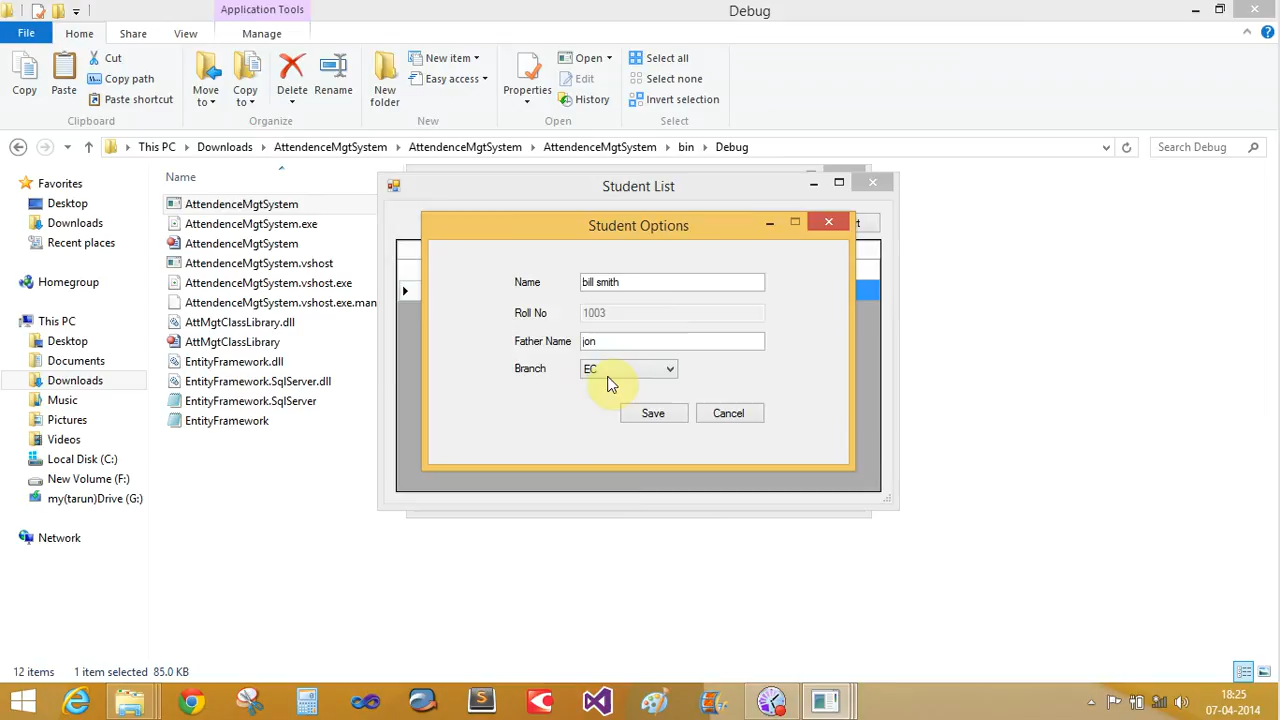 Application Tools
Debug
File
Home
Share
View
Manage
Copy
Paste
Cut
Copy path
Paste shortcut
Move to
Copy to
Delete
Rename
New folder
New item
Easy access
Properties
Open
Edit
History
Select all
Select none
Invert selection
Clipboard
Organize
New
Open
Select
This PC
Downloads
AttendenceMgtSystem
AttendenceMgtSystem
AttendenceMgtSystem
bin
Debug
Search Debug
Favorites
Desktop
Downloads
Recent places
Homegroup
This PC
Desktop
Documents
Downloads
Music
Pictures
Videos
Local Disk (C:)
New Volume (F:)
my(tarun)Drive (G:)
Network
Name
AttendenceMgtSystem
AttendenceMgtSystem.exe
AttendenceMgtSystem
AttendenceMgtSystem.vshost
AttendenceMgtSystem.vshost.exe
AttendenceMgtSystem.vshost.exe.man
AttMgtClassLibrary.dll
AttMgtClassLibrary
EntityFramework.dll
EntityFramework.SqlServer.dll
EntityFramework.SqlServer
EntityFramework
Student List
Student Options
Name
bill smith
Roll No
1003
Father Name
jon
Branch
EC
Save
Cancel
12 items
1 item selected 85.0 KB
18:25
07-04-2014